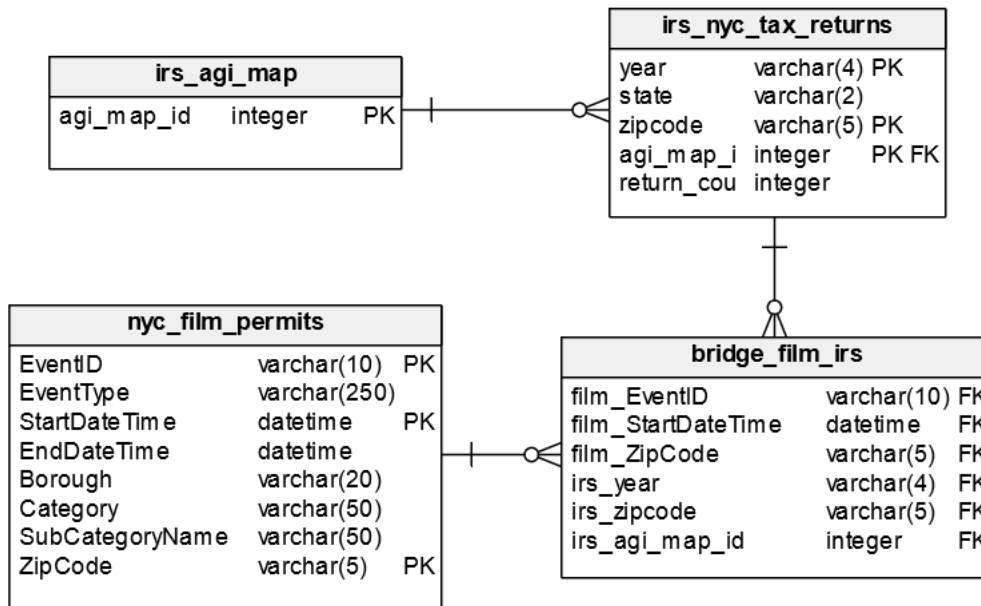 irs_agi_map
agi_map_id integer PK
irs_nyc_tax_returns
year varchar(4) PK
state varchar(2)
zipcode varchar(5) PK
agi_map_i integer PK FK
return_cou integer
nyc_film_permits
EventID varchar(10) PK
EventType varchar(250)
StartDateTime datetime PK
EndDateTime datetime
Borough varchar(20)
Category varchar(50)
SubCategoryName varchar(50)
ZipCode varchar(5) PK
bridge_film_irs
film_EventID varchar(10) FK
film_StartDateTime datetime FK
film_ZipCode varchar(5) FK
irs_year varchar(4) FK
irs_zipcode varchar(5) FK
irs_agi_map_id integer FK